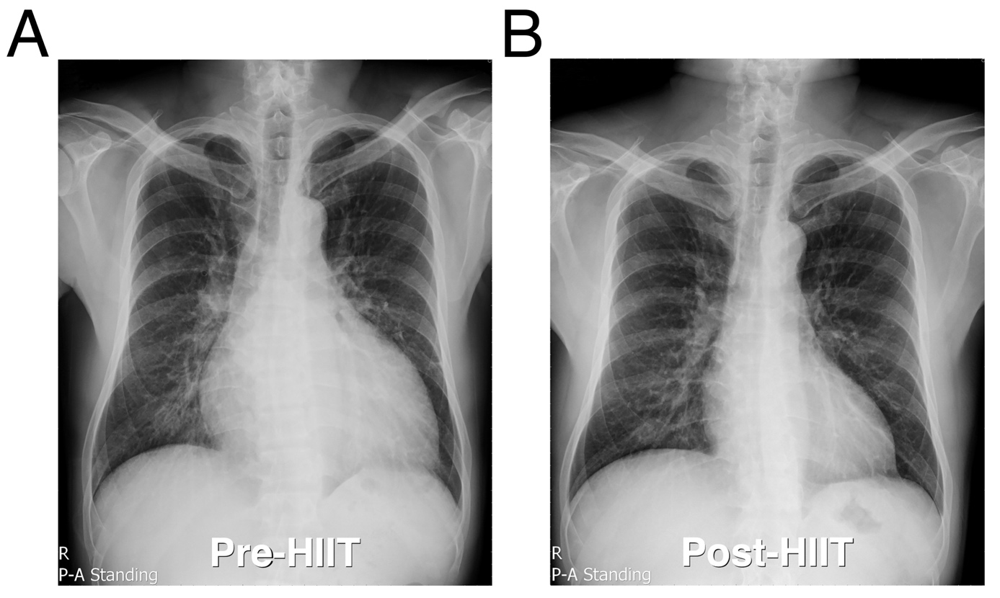 A
B
Pre-HIIT
Post-HIIT
R
P-A Standing
R
P-A Standing